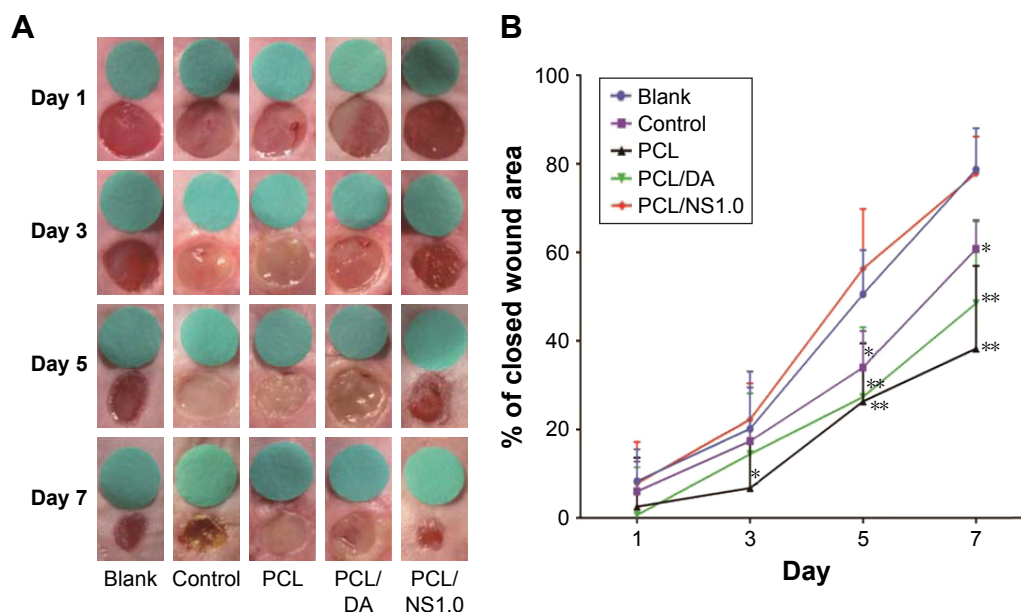 A
Day 1
Day 3
Day 5
Day 7
Blank Control PCL PCL/ PCL/
DA NS1.0
B
% of closed wound area
100
80
60
40
20
0
Blank
Control
PCL
PCL/DA
PCL/NS1.0
*
**
**
*
**
**
*
1 3 5 7
Day